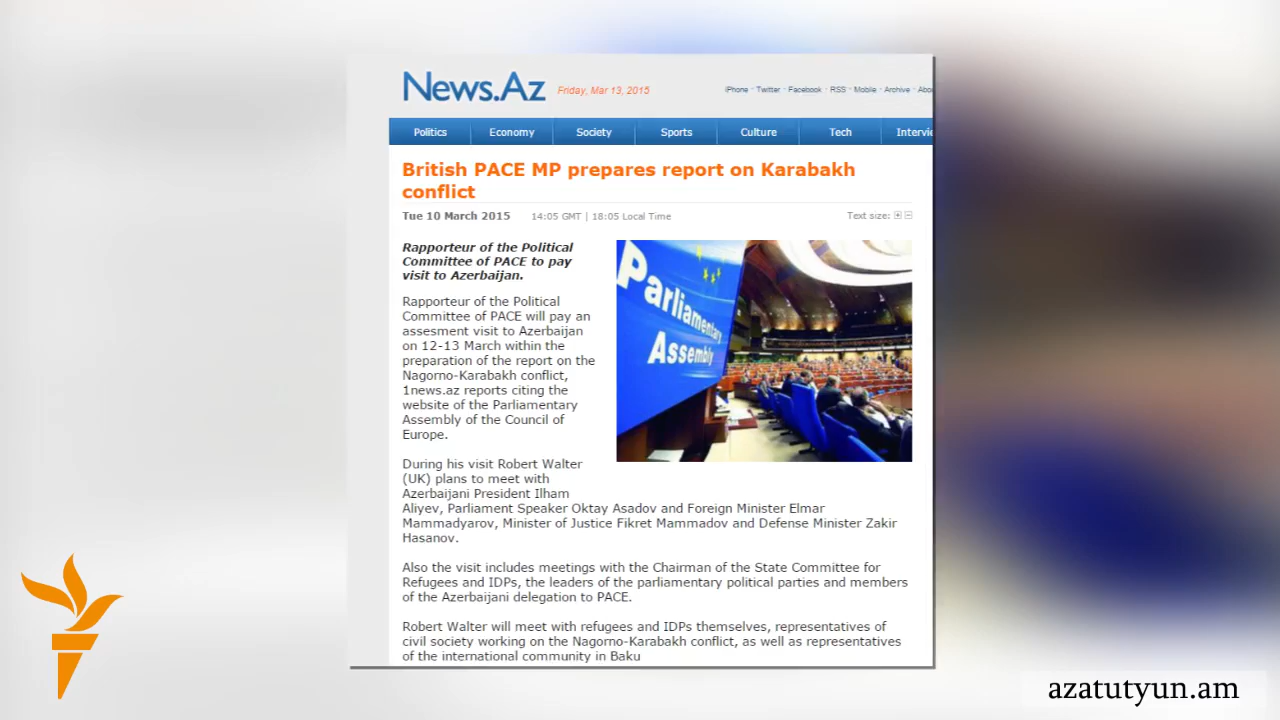 News.Az
Friday, Mar 13, 2015
iPhone · Twitter · Facebook · RSS · Mobile · Archive ·
Politics Economy Society Sports Culture Tech
British PACE MP prepares report on Karabakh
conflict
Tue 10 March 2015 14:05 GMT | 18:05 Local Time
Text size:
Rapporteur of the Political
Committee of PACE to pay
visit to Azerbaijan.
Parliamentary
Assembly
Rapporteur of the Political
Committee of PACE will pay an
assesment visit to Azerbaijan
on 12-13 March within the
preparation of the report on the
Nagorno-Karabakh conflict,
1news.az reports citing the
website of the Parliamentary
Assembly of the Council of
Europe.
During his visit Robert Walter
(UK) plans to meet with
Azerbaijani President Ilham
Aliyev, Parliament Speaker Oktay Asadov and Foreign Minister Elmar
Mammadyarov, Minister of Justice Fikret Mammadov and Defense Minister Zakir
Hasanov.
Also the visit includes meetings with the Chairman of the State Committee for
Refugees and IDPs, the leaders of the parliamentary political parties and members
of the Azerbaijani delegation to PACE.
Robert Walter will meet with refugees and IDPs themselves, representatives of
civil society working on the Nagorno-Karabakh conflict, as well as representatives
of the international community in Baku
azatutyun.am